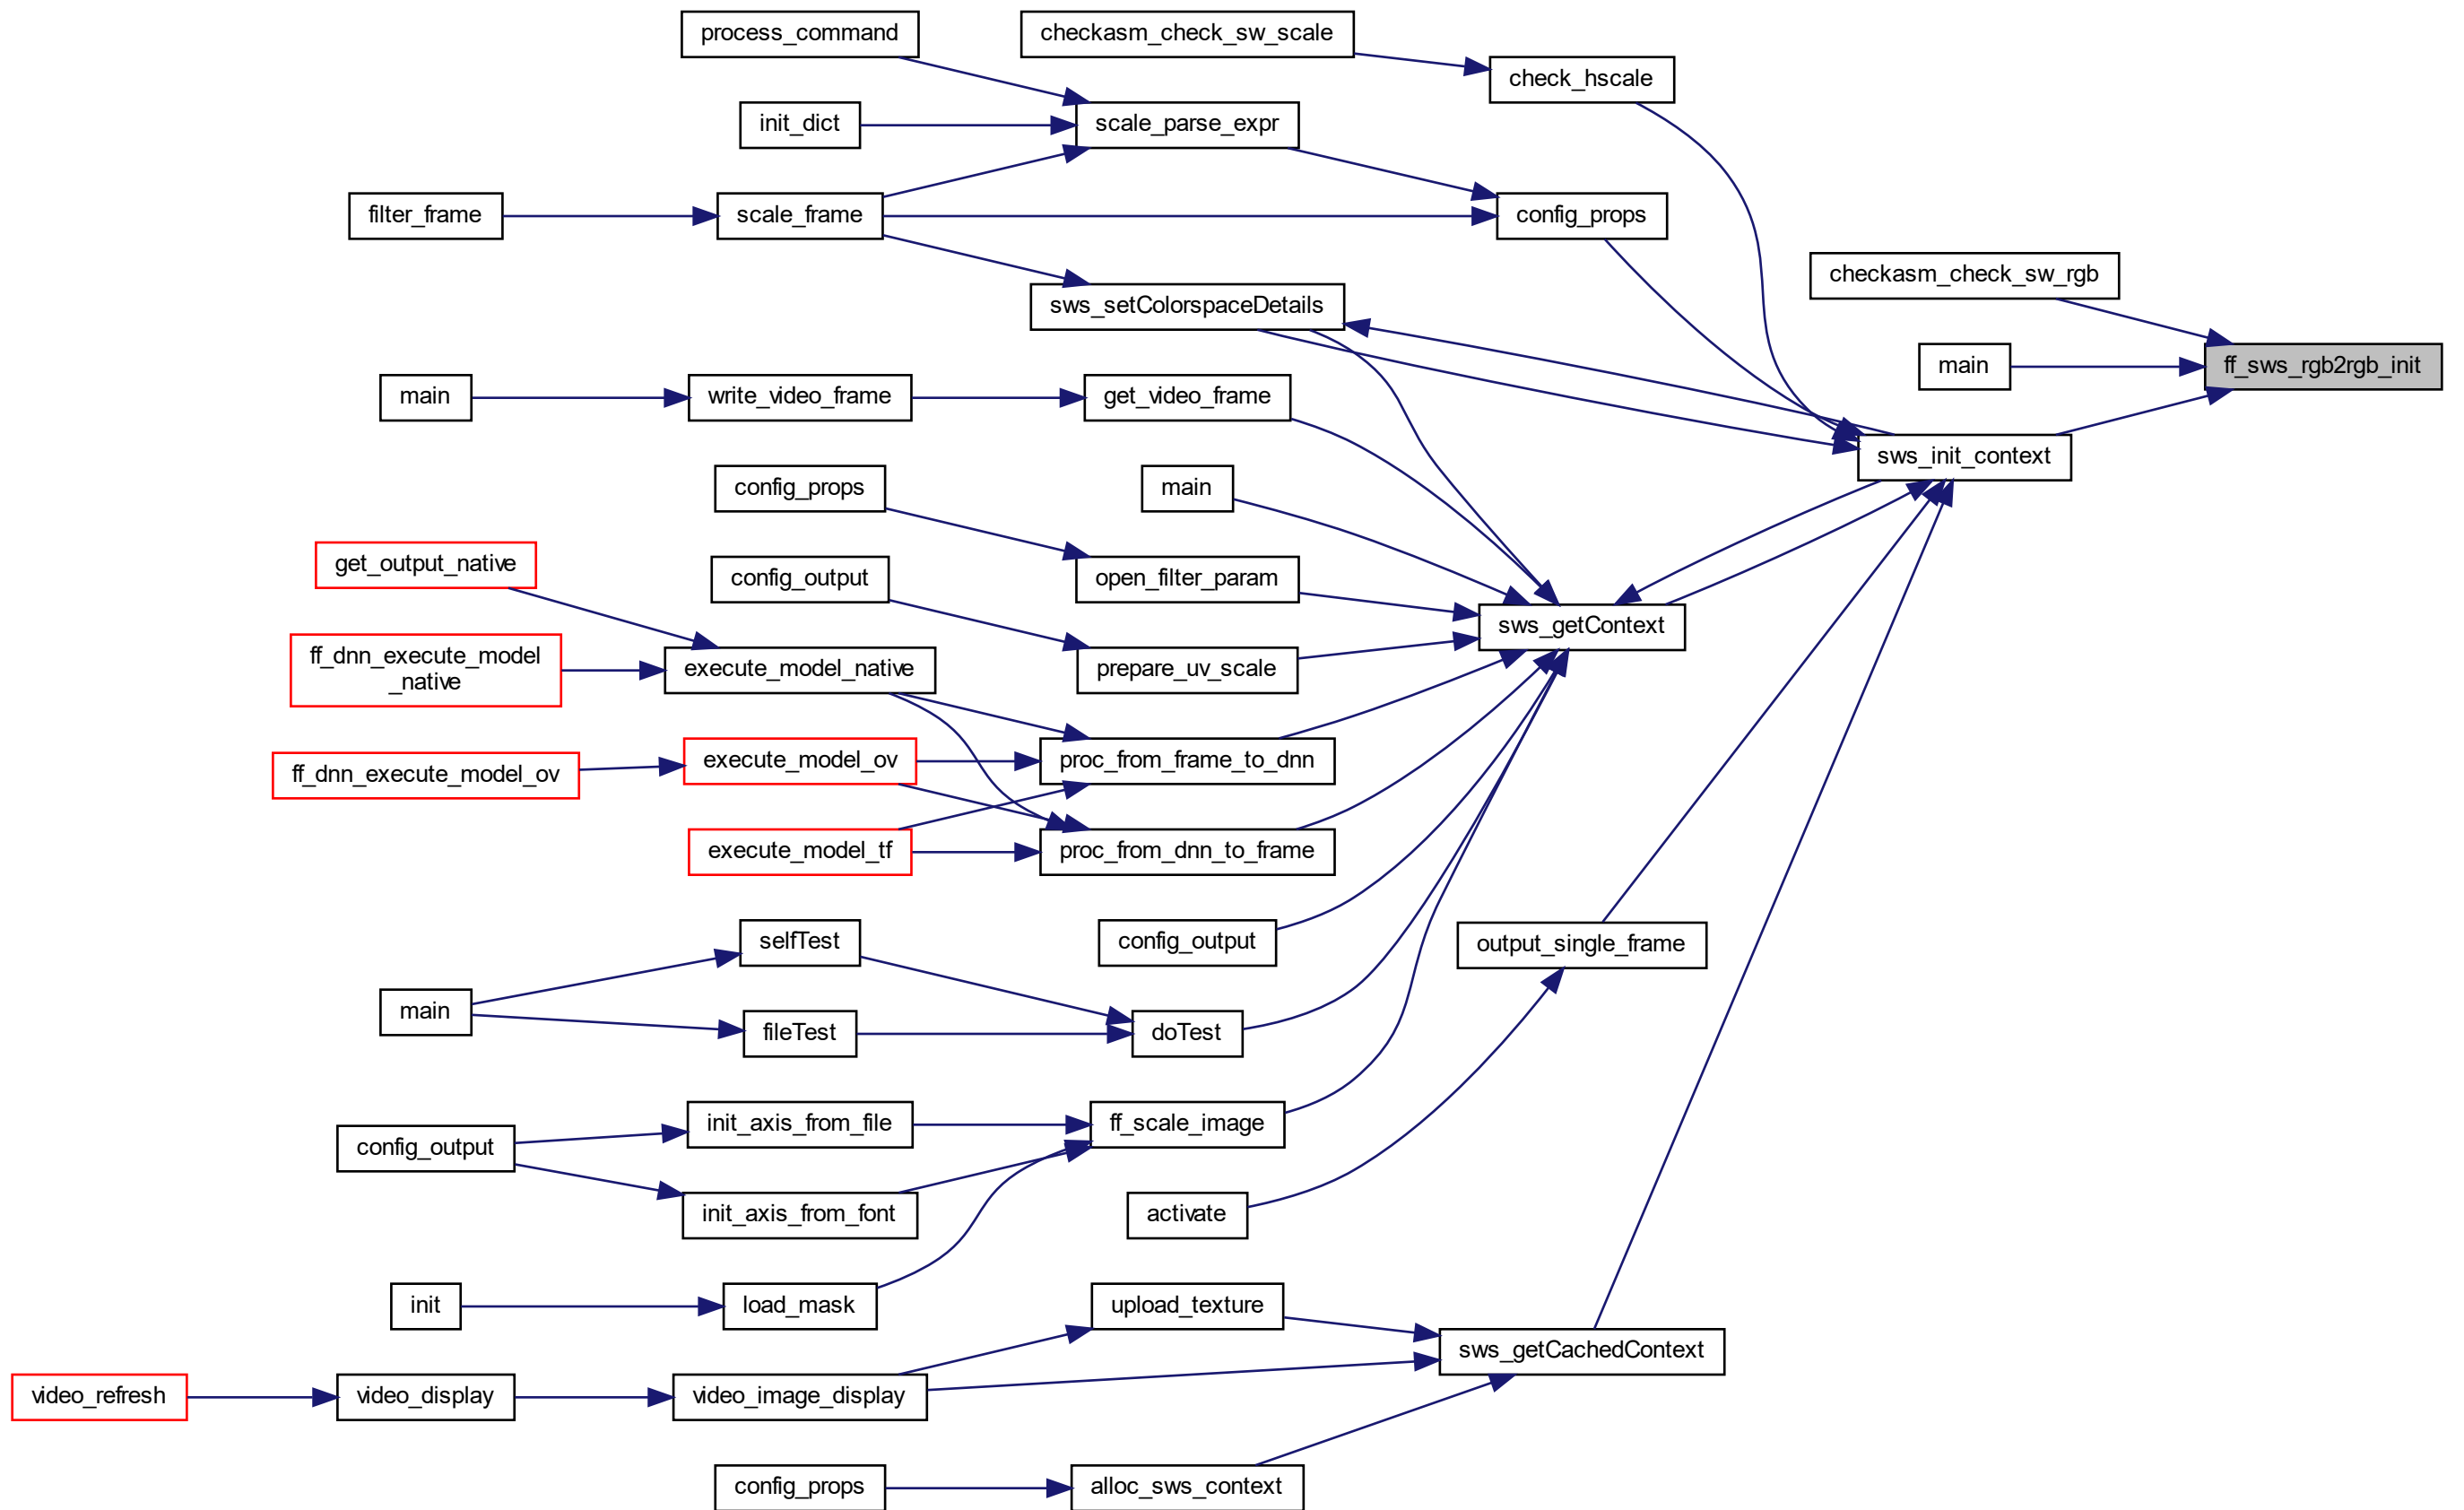 process_command
checkasm_check_sw_scale
check_hscale
init_dict
scale_parse_expr
filter_frame
scale_frame
config_props
checkasm_check_sw_rgb
sws_setColorspaceDetails
main
ff_sws_rgb2rgb_init
main
write_video_frame
get_video_frame
sws_init_context
config_props
main
get_output_native
config_output
open_filter_param
sws_getContext
ff_dnn_execute_model
_native
execute_model_native
prepare_uv_scale
ff_dnn_execute_model_ov
execute_model_ov
proc_from_frame_to_dnn
execute_model_tf
proc_from_dnn_to_frame
selfTest
config_output
output_single_frame
main
fileTest
doTest
config_output
init_axis_from_file
ff_scale_image
init_axis_from_font
activate
init
load_mask
upload_texture
sws_getCachedContext
video_refresh
video_display
video_image_display
config_props
alloc_sws_context